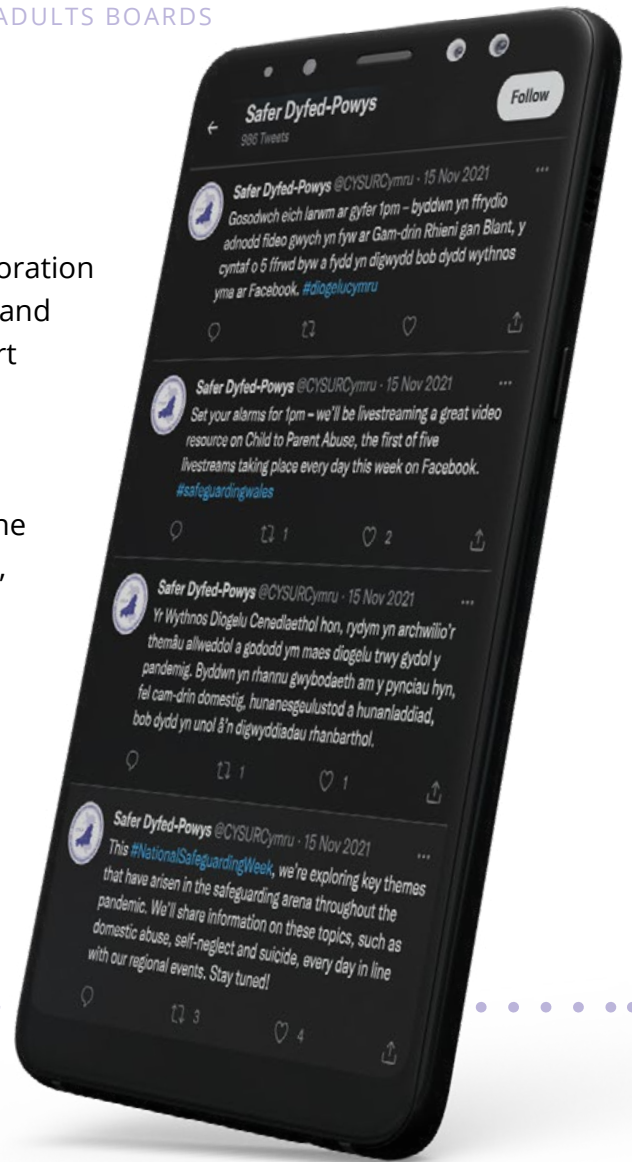 ADULTS BOARDS
oration
and
rt
ne
,
Safer Dyfed-Powys
986 Tweets
Follow
Safer Dyfed-Powys @CYSURCymru · 15 Nov 2021
Gosodwch eich larwm ar gyfer 1pm – byddwn yn ffrydio
adnodd fideo gwych yn fyw ar Gam-drin Rhieni gan Blant, y
cyntaf o 5 ffrwd byw a fydd yn digwydd bob dydd wythnos
yma ar Facebook. #diogelucymru
Safer Dyfed-Powys @CYSURCymru · 15 Nov 2021
Set your alarms for 1pm – we'll be livestreaming a great video
resource on Child to Parent Abuse, the first of five
livestreams taking place every day this week on Facebook.
#safeguardingwales
1 2
Safer Dyfed-Powys @CYSURCymru · 15 Nov 2021
Yr Wythnos Diogelu Cenedlaethol hon, rydym yn archwilio'r
themâu allweddol a gododd ym maes diogelu trwy gydol y
pandemig. Byddwn yn rhannu gwybodaeth am y pynciau hyn,
fel cam-drin domestig, hunanesgeulustod a hunanladdiad,
bob dydd yn unol â'n digwyddiadau rhanbarthol.
1 1
Safer Dyfed-Powys @CYSURCymru · 15 Nov 2021
This #NationalSafeguardingWeek, we're exploring key themes
that have arisen in the safeguarding arena throughout the
pandemic. We'll share information on these topics, such as
domestic abuse, self-neglect and suicide, every day in line
with our regional events. Stay tuned!
3 4